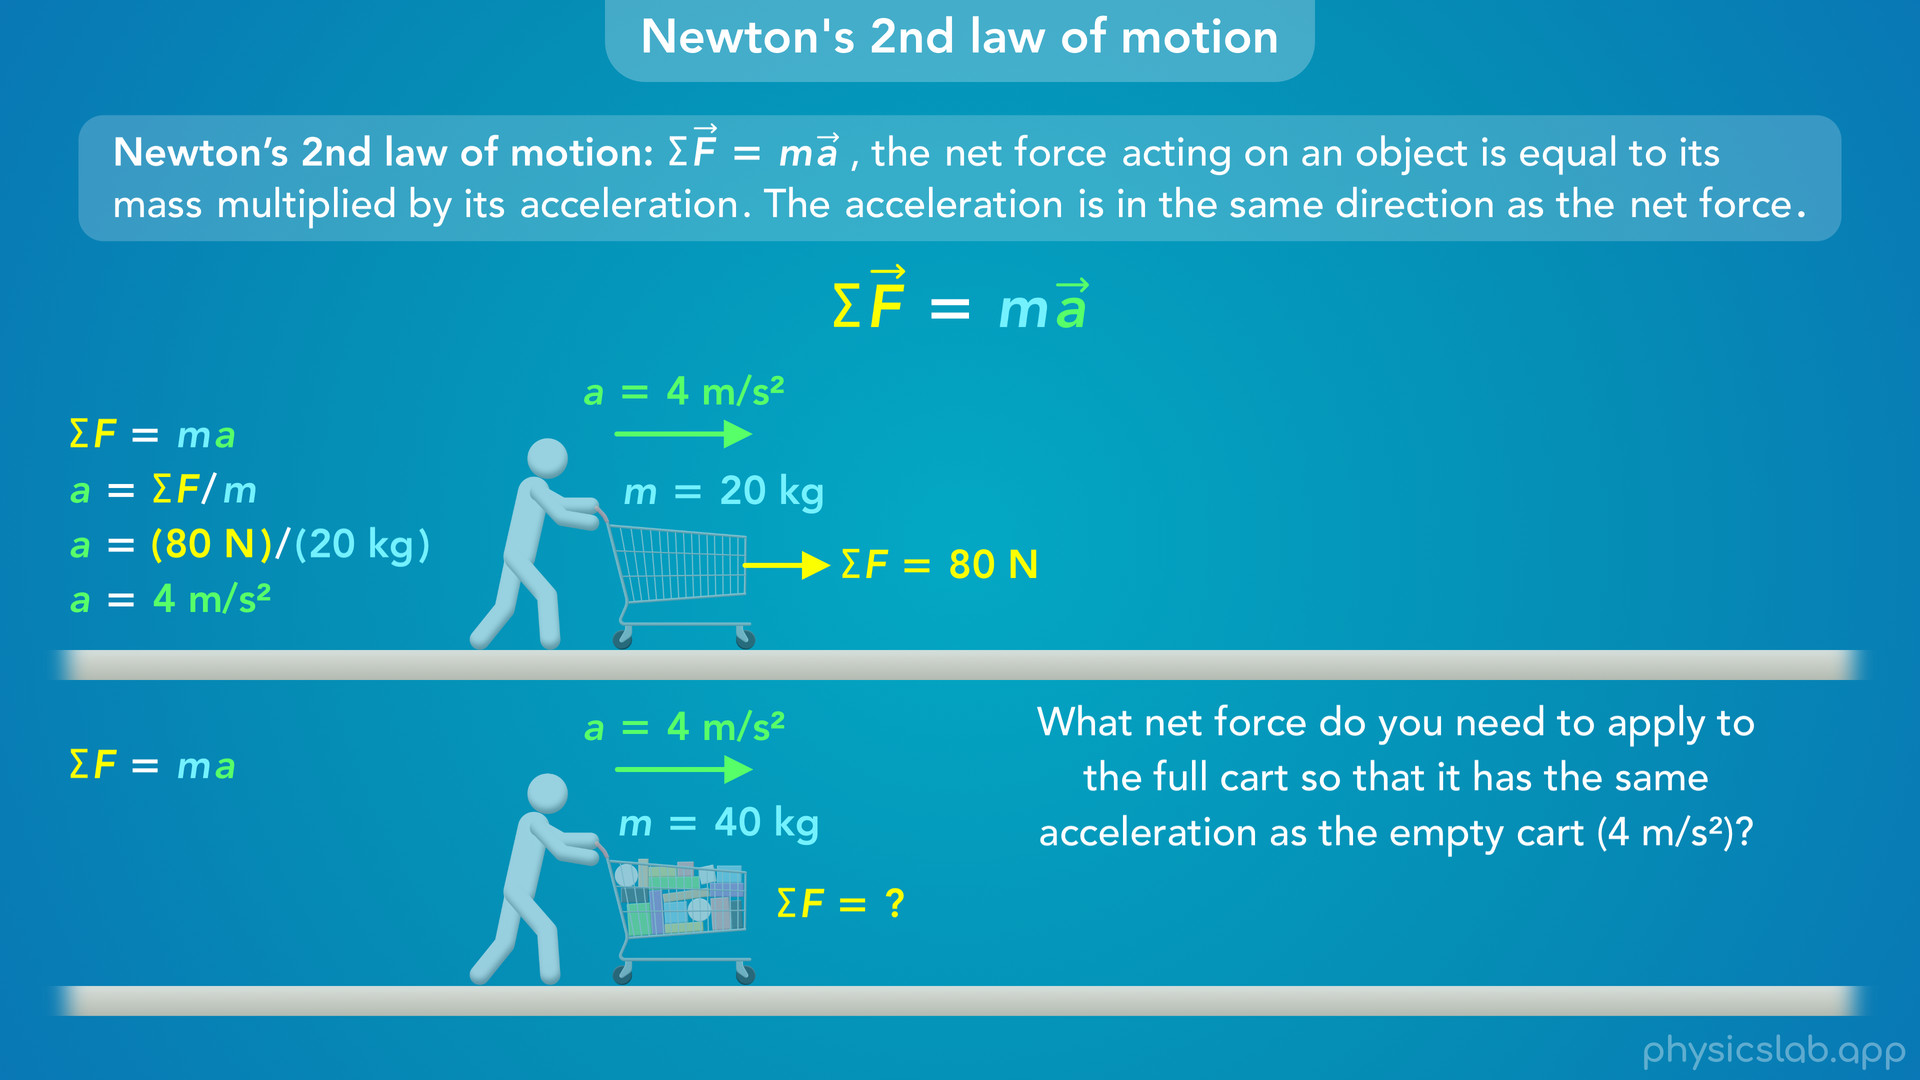 Newton's 2nd law of motion
Newton’s 2nd law of motion: ΣF⃗ = ma⃗ , the net force acting on an object is equal to its
mass multiplied by its acceleration. The acceleration is in the same direction as the net force.
ΣF⃗ = ma⃗
a = 4 m/s²
ΣF = ma
a = ΣF/m
a = (80 N)/(20 kg)
a = 4 m/s²
m = 20 kg
ΣF = 80 N
a = 4 m/s²
ΣF = ma
m = 40 kg
ΣF = ?
What net force do you need to apply to
the full cart so that it has the same
acceleration as the empty cart (4 m/s²)?
physicslab.app